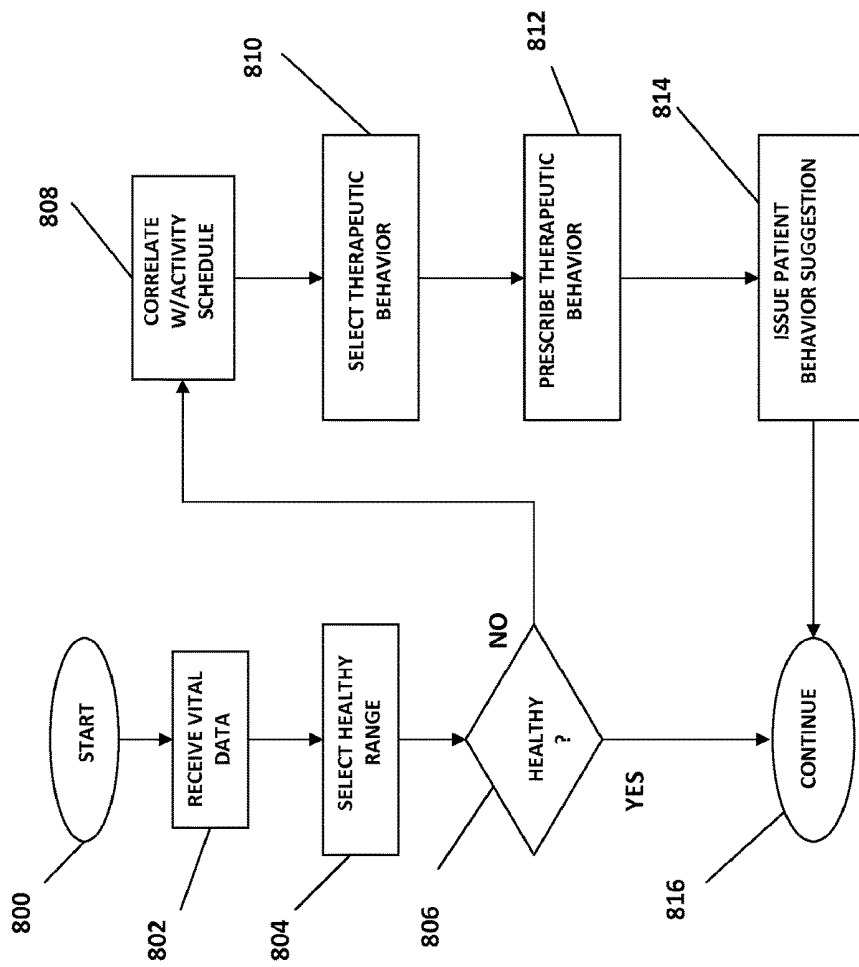 800
START
802
RECEIVE VITAL
DATA
804
SELECT HEALTHY
RANGE
806
HEALTHY
?
NO
YES
808
CORRELATE
W/ACTIVITY
SCHEDULE
810
SELECT THERAPEUTIC
BEHAVIOR
812
PRESCRIBE THERAPEUTIC
BEHAVIOR
814
ISSUE PATIENT
BEHAVIOR SUGGESTION
816
CONTINUE